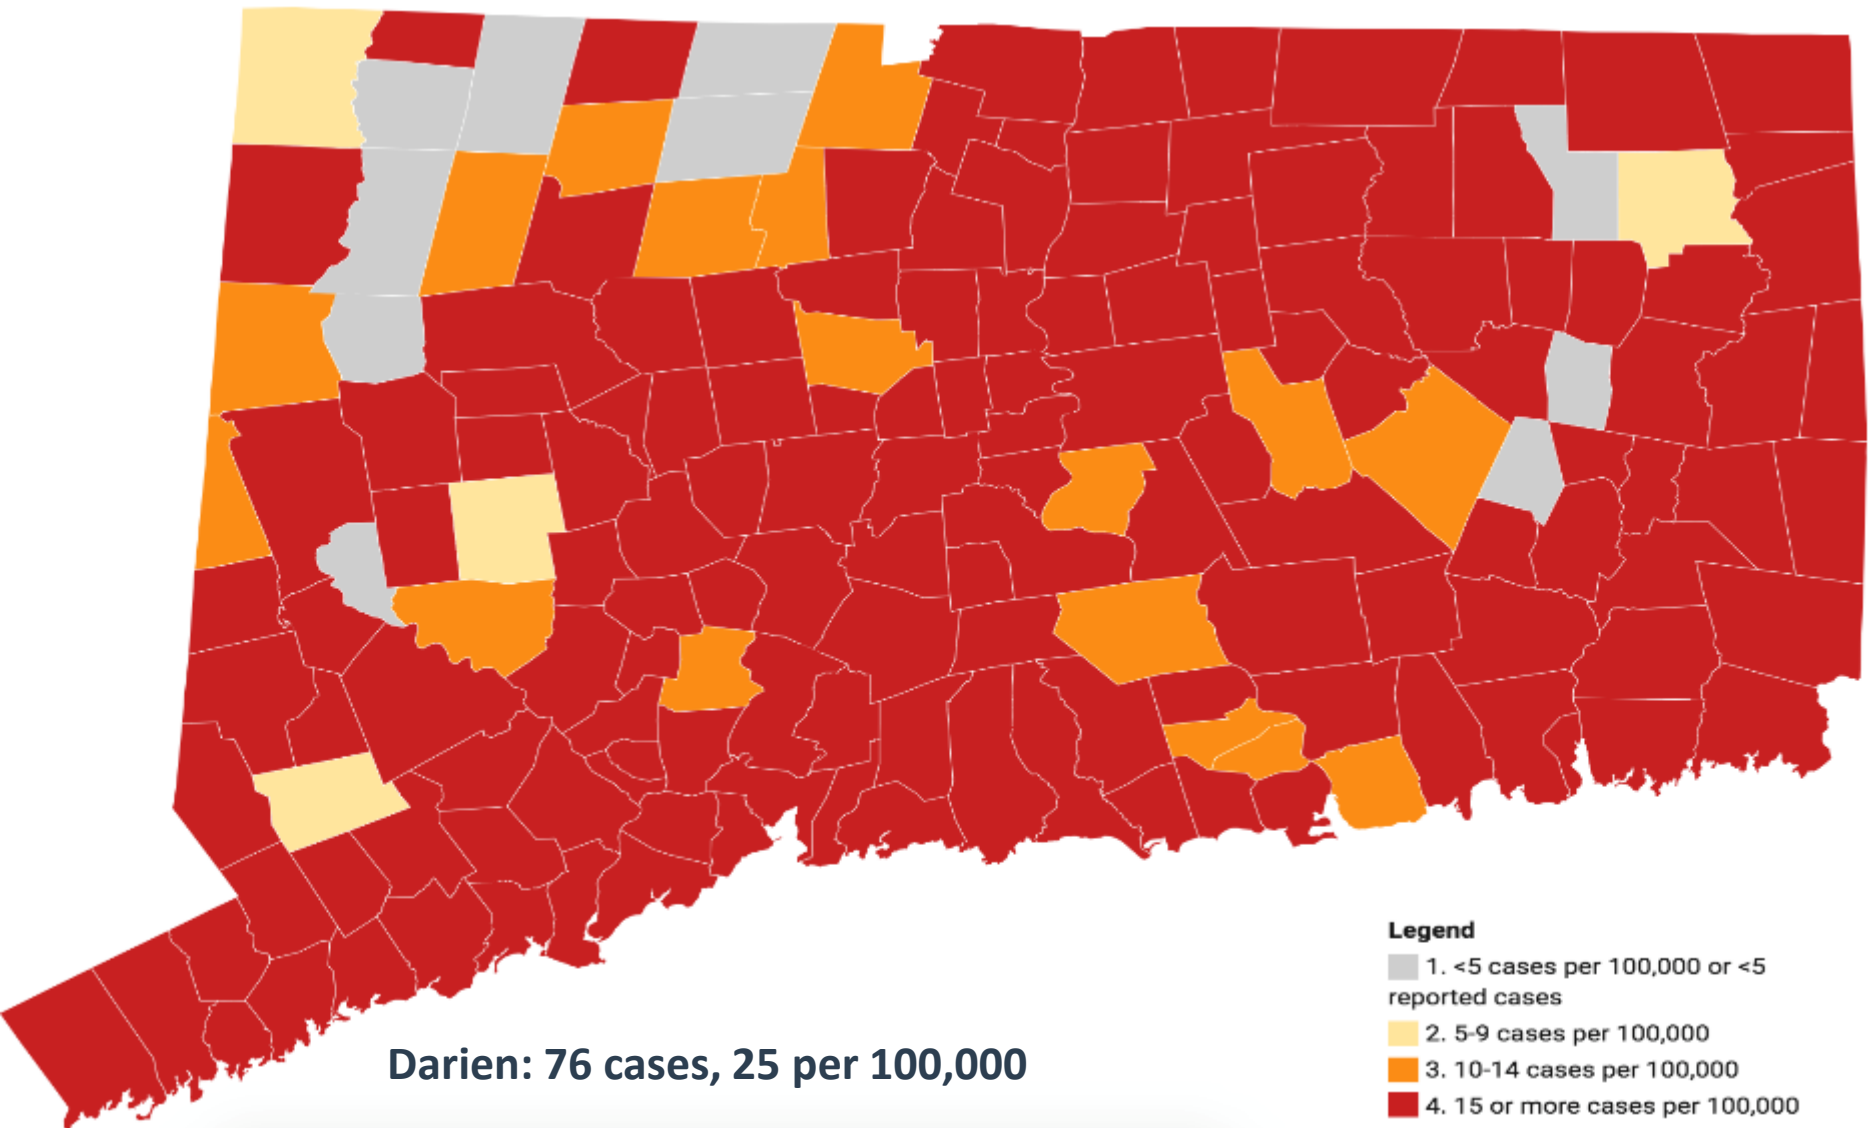 Darien: 76 cases, 25 per 100,000
Legend
1. <5 cases per 100,000 or <5
reported cases
2. 5-9 cases per 100,000
3. 10-14 cases per 100,000
4. 15 or more cases per 100,000